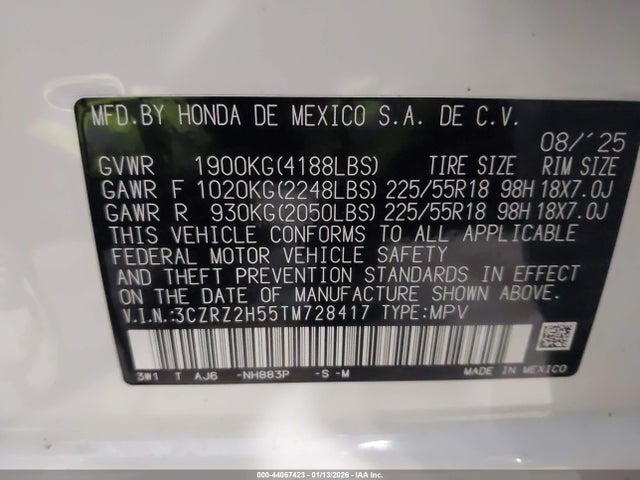 MFD.BY HONDA DE MEXICO S.A. DE C.V.
08/'25
GVWR 1900KG(4188LBS) TIRE SIZE RIM SIZE
GAWR F 1020KG(2248LBS) 225/55R18 98H 18X7.0J
GAWR R 930KG(2050LBS) 225/55R18 98H 18X7.0J
THIS VEHICLE CONFORMS TO ALL APPLICABLE
FEDERAL MOTOR VEHICLE SAFETY
AND THEFT PREVENTION STANDARDS IN EFFECT
ON THE DATE OF MANUFACTURE SHOWN ABOVE.
V.I.N.:3CZRZ2H55TM728417 TYPE:MPV
3W1 T AJ6 -NH883P -S -M MADE IN MEXICO
000-44067423 - 01/13/2026 - IAA Inc.